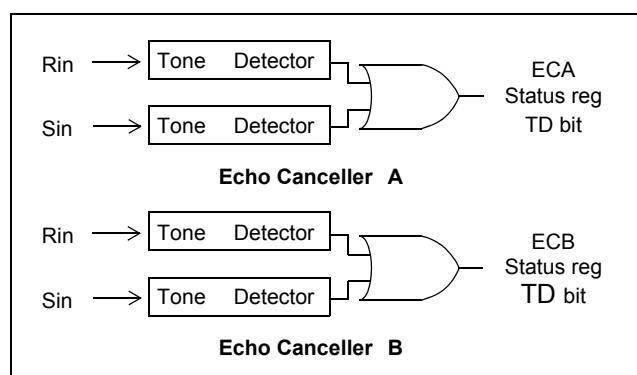 Rin Tone Detector
ECA
Status reg
TD bit
Sin Tone Detector
Echo Canceller A
Rin Tone Detector
ECB
Status reg
TD bit
Sin Tone Detector
Echo Canceller B